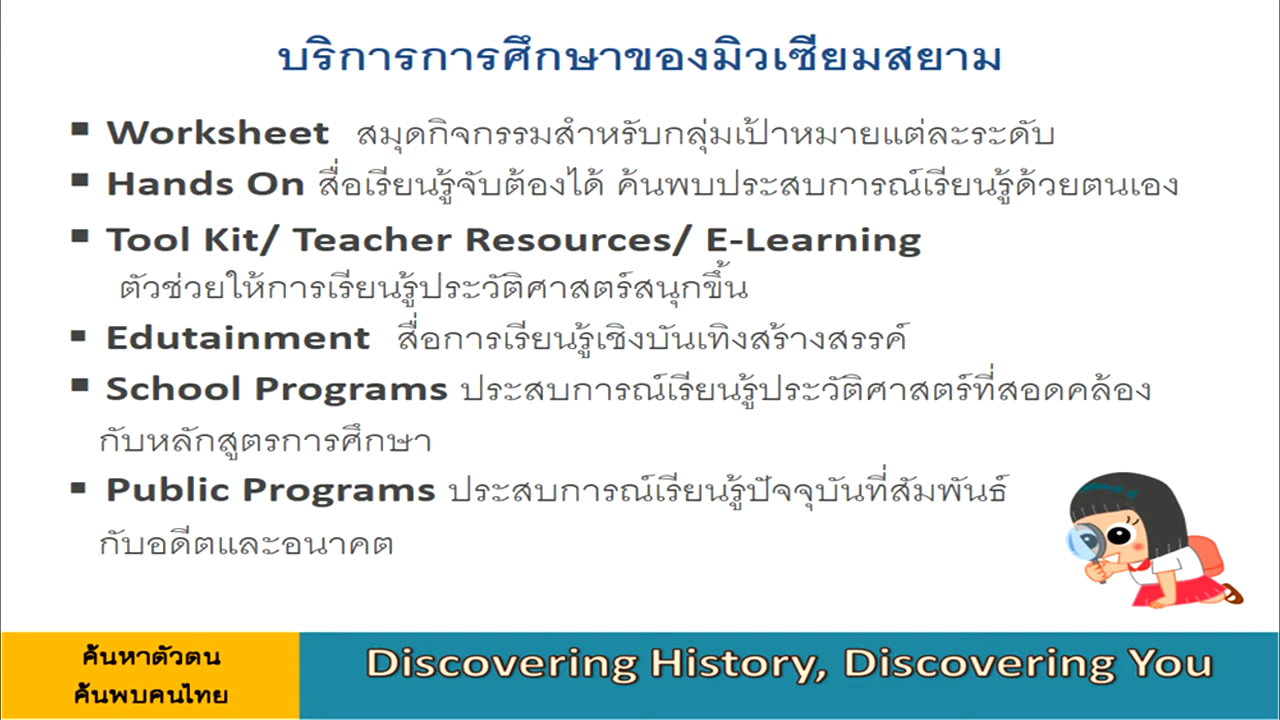 บริการการศึกษาของมิวเซียมสยาม
▪ Worksheet สมุดกิจกรรมสำหรับกลุ่มเป้าหมายแต่ละระดับ
▪ Hands On สื่อเรียนรู้จับต้องได้ ค้นพบประสบการณ์เรียนรู้ด้วยตนเอง
▪ Tool Kit/ Teacher Resources/ E-Learning
ตัวช่วยให้การเรียนรู้ประวัติศาสตร์สนุกขึ้น
▪ Edutainment สื่อการเรียนรู้เชิงบันเทิงสร้างสรรค์
▪ School Programs ประสบการณ์เรียนรู้ประวัติศาสตร์ที่สอดคล้อง
กับหลักสูตรการศึกษา
▪ Public Programs ประสบการณ์เรียนรู้ปัจจุบันที่สัมพันธ์
กับอดีตและอนาคต
ค้นหาตัวตน
ค้นพบคนไทย
Discovering History, Discovering You